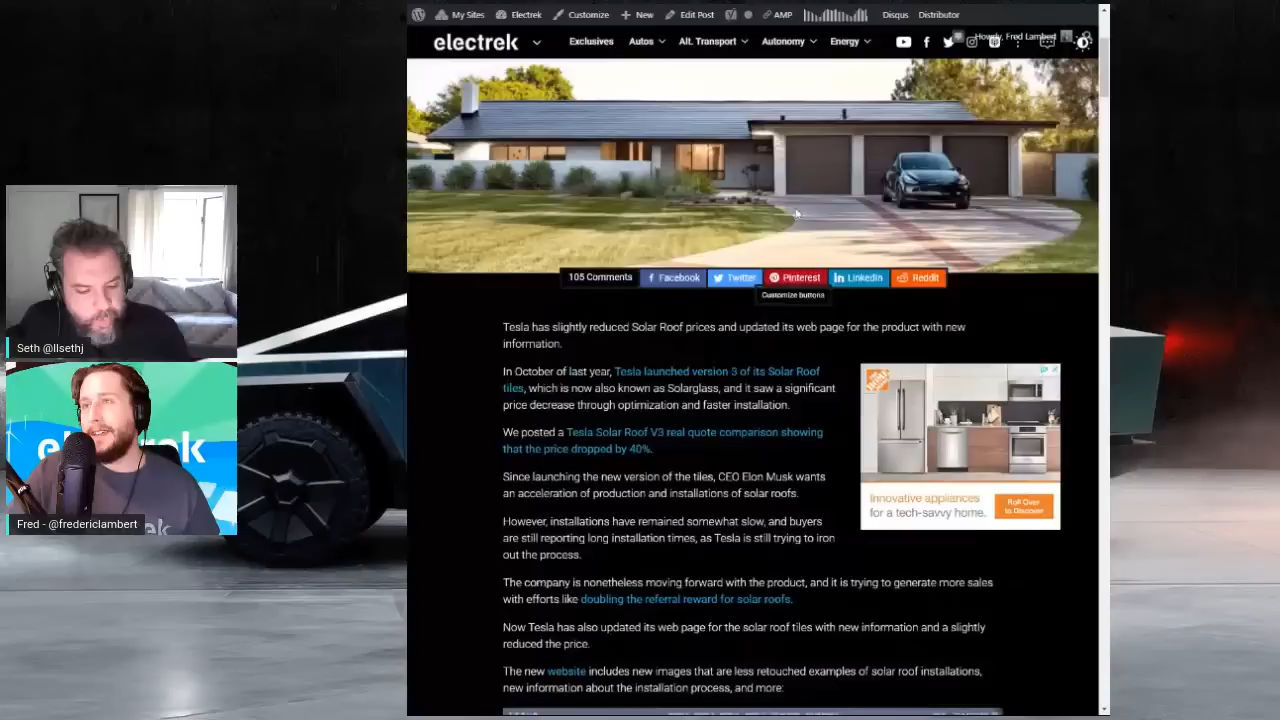 My Sites Electrek Customize New Edit Post AMP Disqus Distributor
electrek Exclusives Autos Alt. Transport Autonomy Energy Howdy, Fred Lambert
105 Comments Facebook Twitter Pinterest LinkedIn Reddit
Customize buttons
Tesla has slightly reduced Solar Roof prices and updated its web page for the product with new
information.
In October of last year, Tesla launched version 3 of its Solar Roof
tiles, which is now also known as Solarglass, and it saw a significant
price decrease through optimization and faster installation.
We posted a Tesla Solar Roof V3 real quote comparison showing
that the price dropped by 40%.
Since launching the new version of the tiles, CEO Elon Musk wants
an acceleration of production and installations of solar roofs.
However, installations have remained somewhat slow, and buyers
are still reporting long installation times, as Tesla is still trying to iron
out the process.
Innovative appliances
for a tech-savvy home.
Roll Over
to Discover
The company is nonetheless moving forward with the product, and it is trying to generate more sales
with efforts like doubling the referral reward for solar roofs.
Now Tesla has also updated its web page for the solar roof tiles with new information and a slightly
reduced the price.
The new website includes new images that are less retouched examples of solar roof installations,
new information about the installation process, and more:
Seth @llsethj
electrek
Fred - @fredericlambert